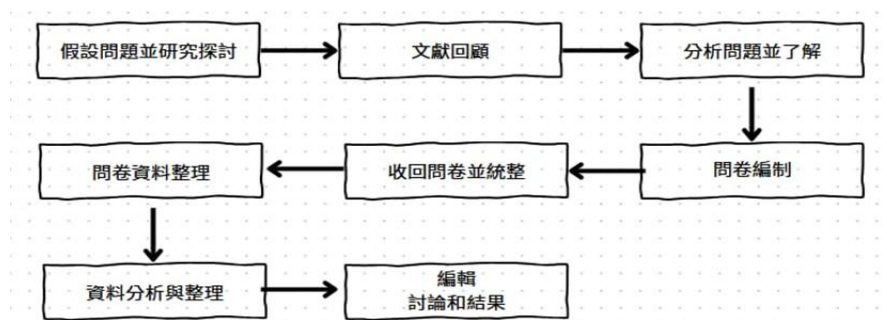 假設問題並研究探討
文獻回顧
分析問題並了解
問卷編制
收回問卷並統整
問卷資料整理
資料分析與整理
編輯
討論和結果